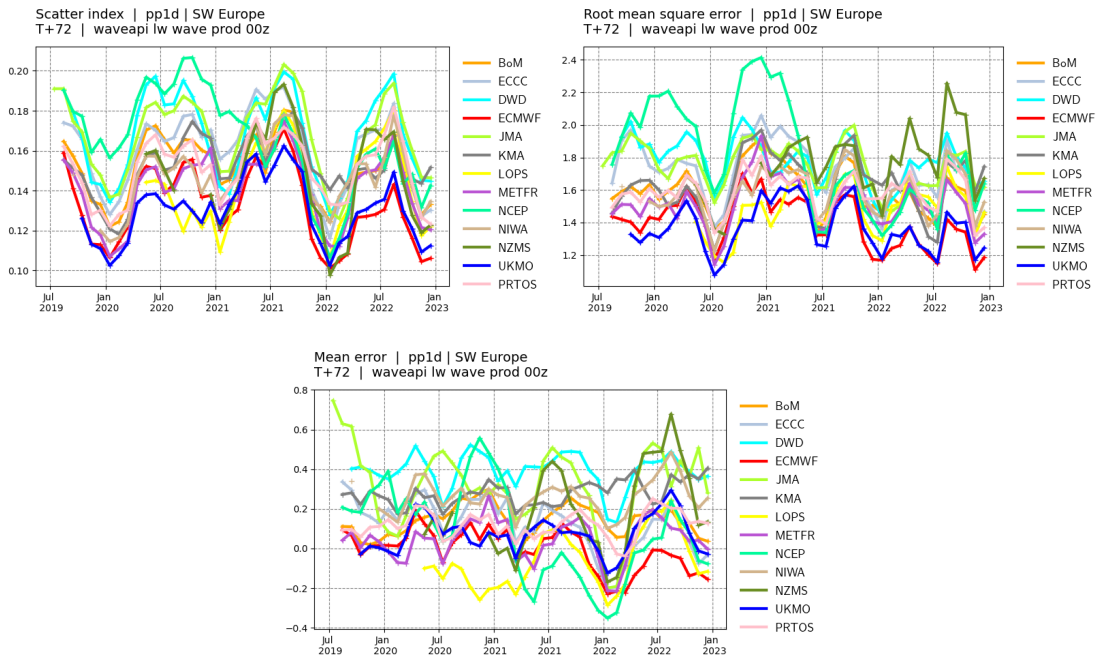 Scatter index | pp1d | SW Europe
T+72 | waveapi lw wave prod 00z
0.20
0.18
0.16
0.14
0.12
0.10
Jul 2019
Jan 2020
Jul 2020
Jan 2021
Jul 2021
Jan 2022
Jul 2022
Jan 2023
BoM
ECCC
DWD
ECMWF
JMA
KMA
LOPS
METFR
NCEP
NIWA
NZMS
UKMO
PRTOS
Root mean square error | pp1d | SW Europe
T+72 | waveapi lw wave prod 00z
2.4
2.2
2.0
1.8
1.6
1.4
1.2
Jul 2019
Jan 2020
Jul 2020
Jan 2021
Jul 2021
Jan 2022
Jul 2022
Jan 2023
BoM
ECCC
DWD
ECMWF
JMA
KMA
LOPS
METFR
NCEP
NIWA
NZMS
UKMO
PRTOS
Mean error | pp1d | SW Europe
T+72 | waveapi lw wave prod 00z
0.8
0.6
0.4
0.2
0.0
−0.2
−0.4
Jul 2019
Jan 2020
Jul 2020
Jan 2021
Jul 2021
Jan 2022
Jul 2022
Jan 2023
BoM
ECCC
DWD
ECMWF
JMA
KMA
LOPS
METFR
NCEP
NIWA
NZMS
UKMO
PRTOS